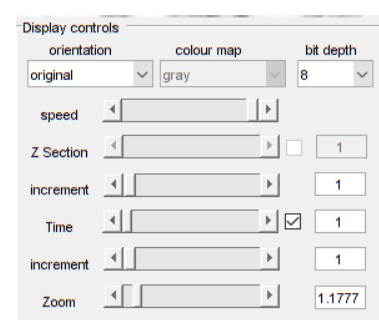 Display controls
orientation colour map bit depth
original gray 8
speed
Z Section 1
increment 1
Time 1
increment 1
Zoom 1.1777